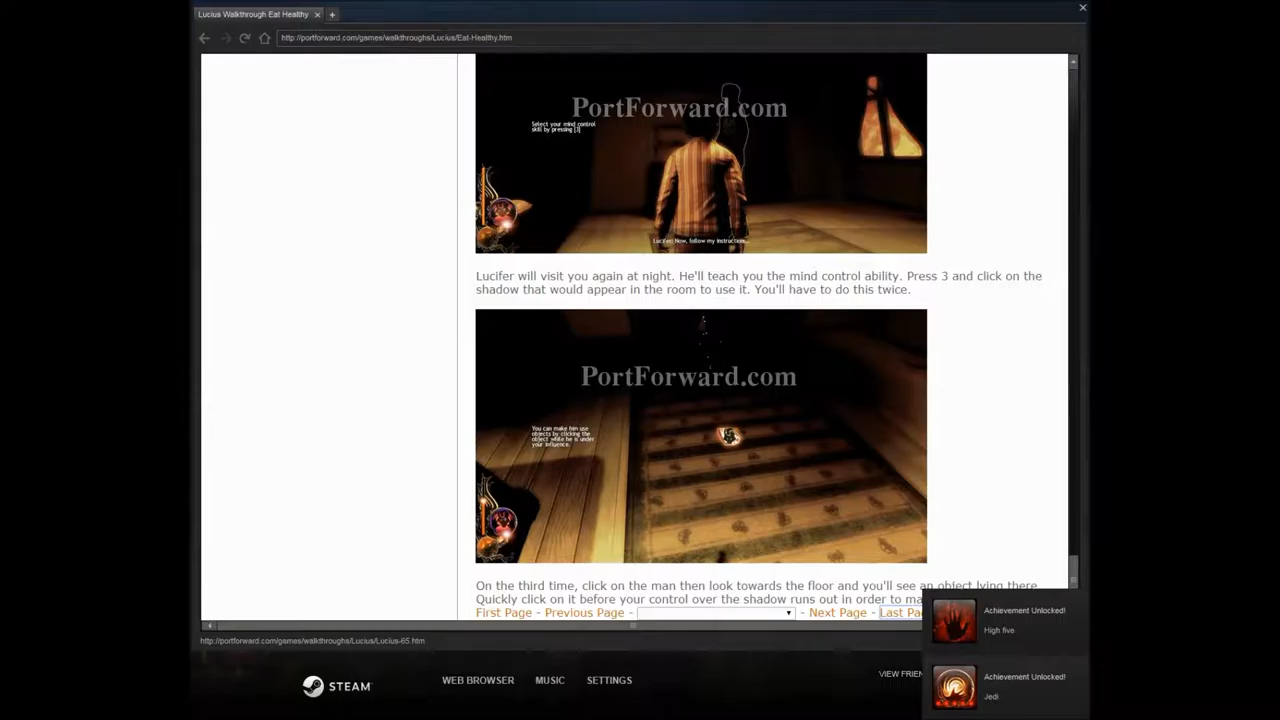 Lucius Walkthrough Eat Healthy
http://portforward.com/games/walkthroughs/Lucius/Eat-Healthy.htm
PortForward.com
Select your mind control
skill by pressing [3]
Lucifer: Now, follow my instructions...
Lucifer will visit you again at night. He'll teach you the mind control ability. Press 3 and click on the
shadow that would appear in the room to use it. You'll have to do this twice.
PortForward.com
You can make him use
objects by clicking the
object while he is under
your influence.
On the third time, click on the man then look towards the floor and you'll see an object lying there.
Quickly click on it before your control over the shadow runs out in order to
First Page - Previous Page - - Next Page - Last
http://portforward.com/games/walkthroughs/Lucius/Lucius-65.htm
STEAM
WEB BROWSER
MUSIC
SETTINGS
VIEW
Achievement Unlocked!
High five
Achievement Unlocked!
Jedi